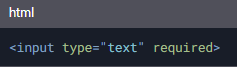 html
<input type="text" required>